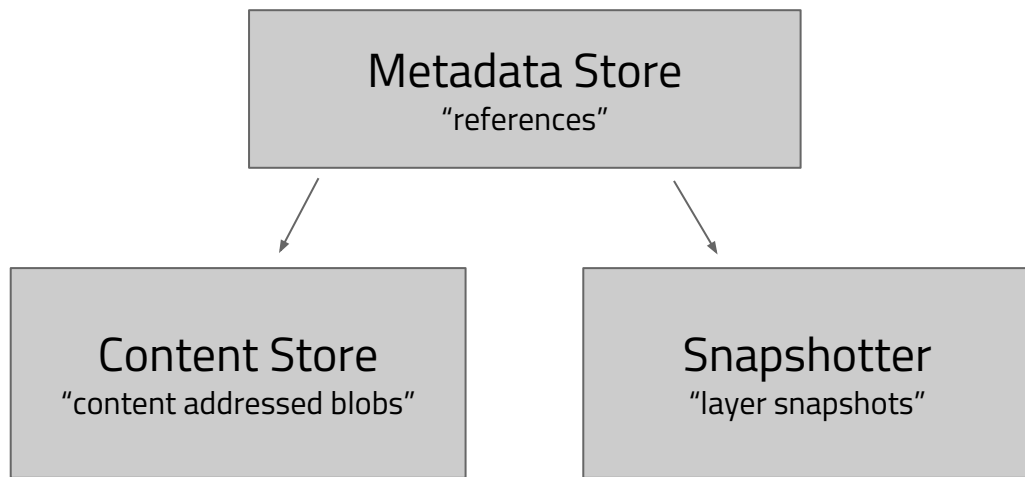 Metadata Store
“references”
Content Store
“content addressed blobs”
Snapshotter
“layer snapshots”